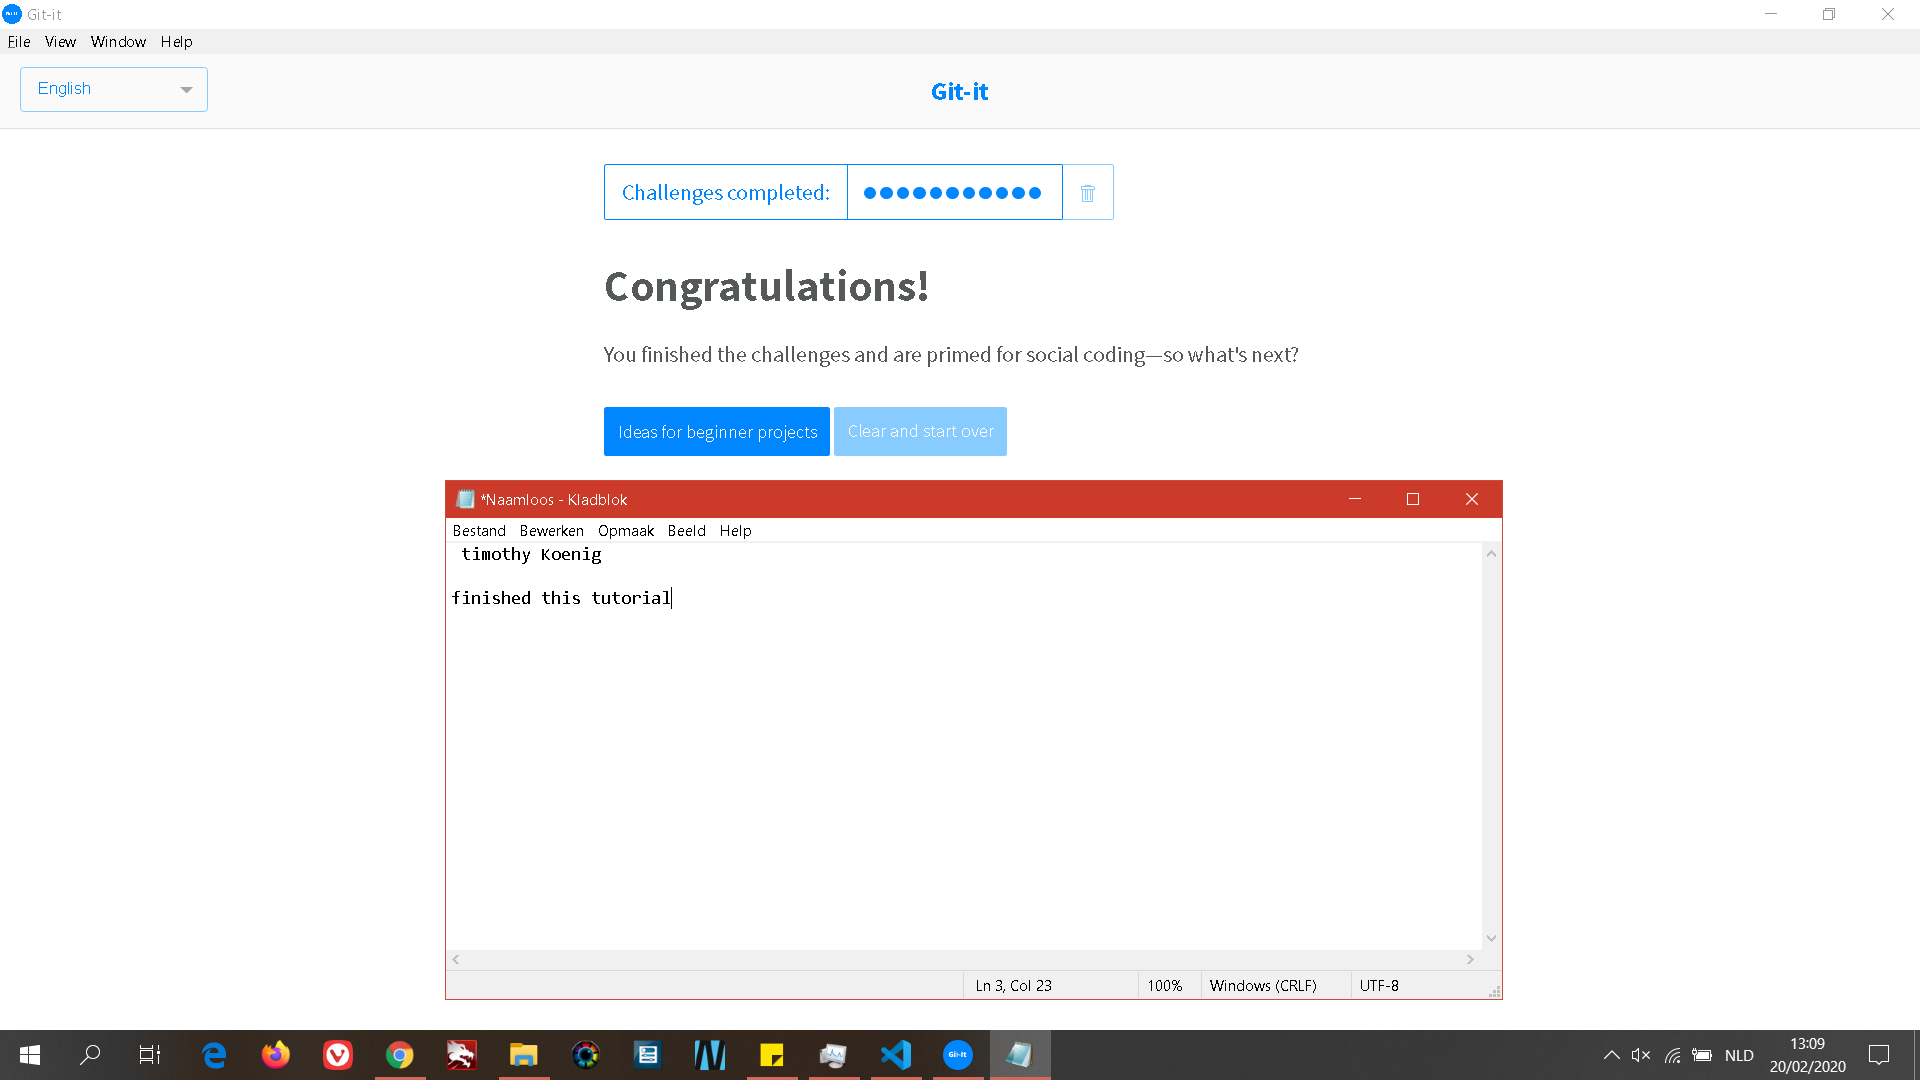 Git-it
File View Window Help
English
Git-it
Challenges completed:
Congratulations!
You finished the challenges and are primed for social coding—so what's next?
Ideas for beginner projects
Clear and start over
*Naamloos - Kladblok
Bestand Bewerken Opmaak Beeld Help
timothy Koenig
finished this tutorial
Ln 3, Col 23
100%
Windows (CRLF)
UTF-8
Git-It
NLD
13:09
20/02/2020